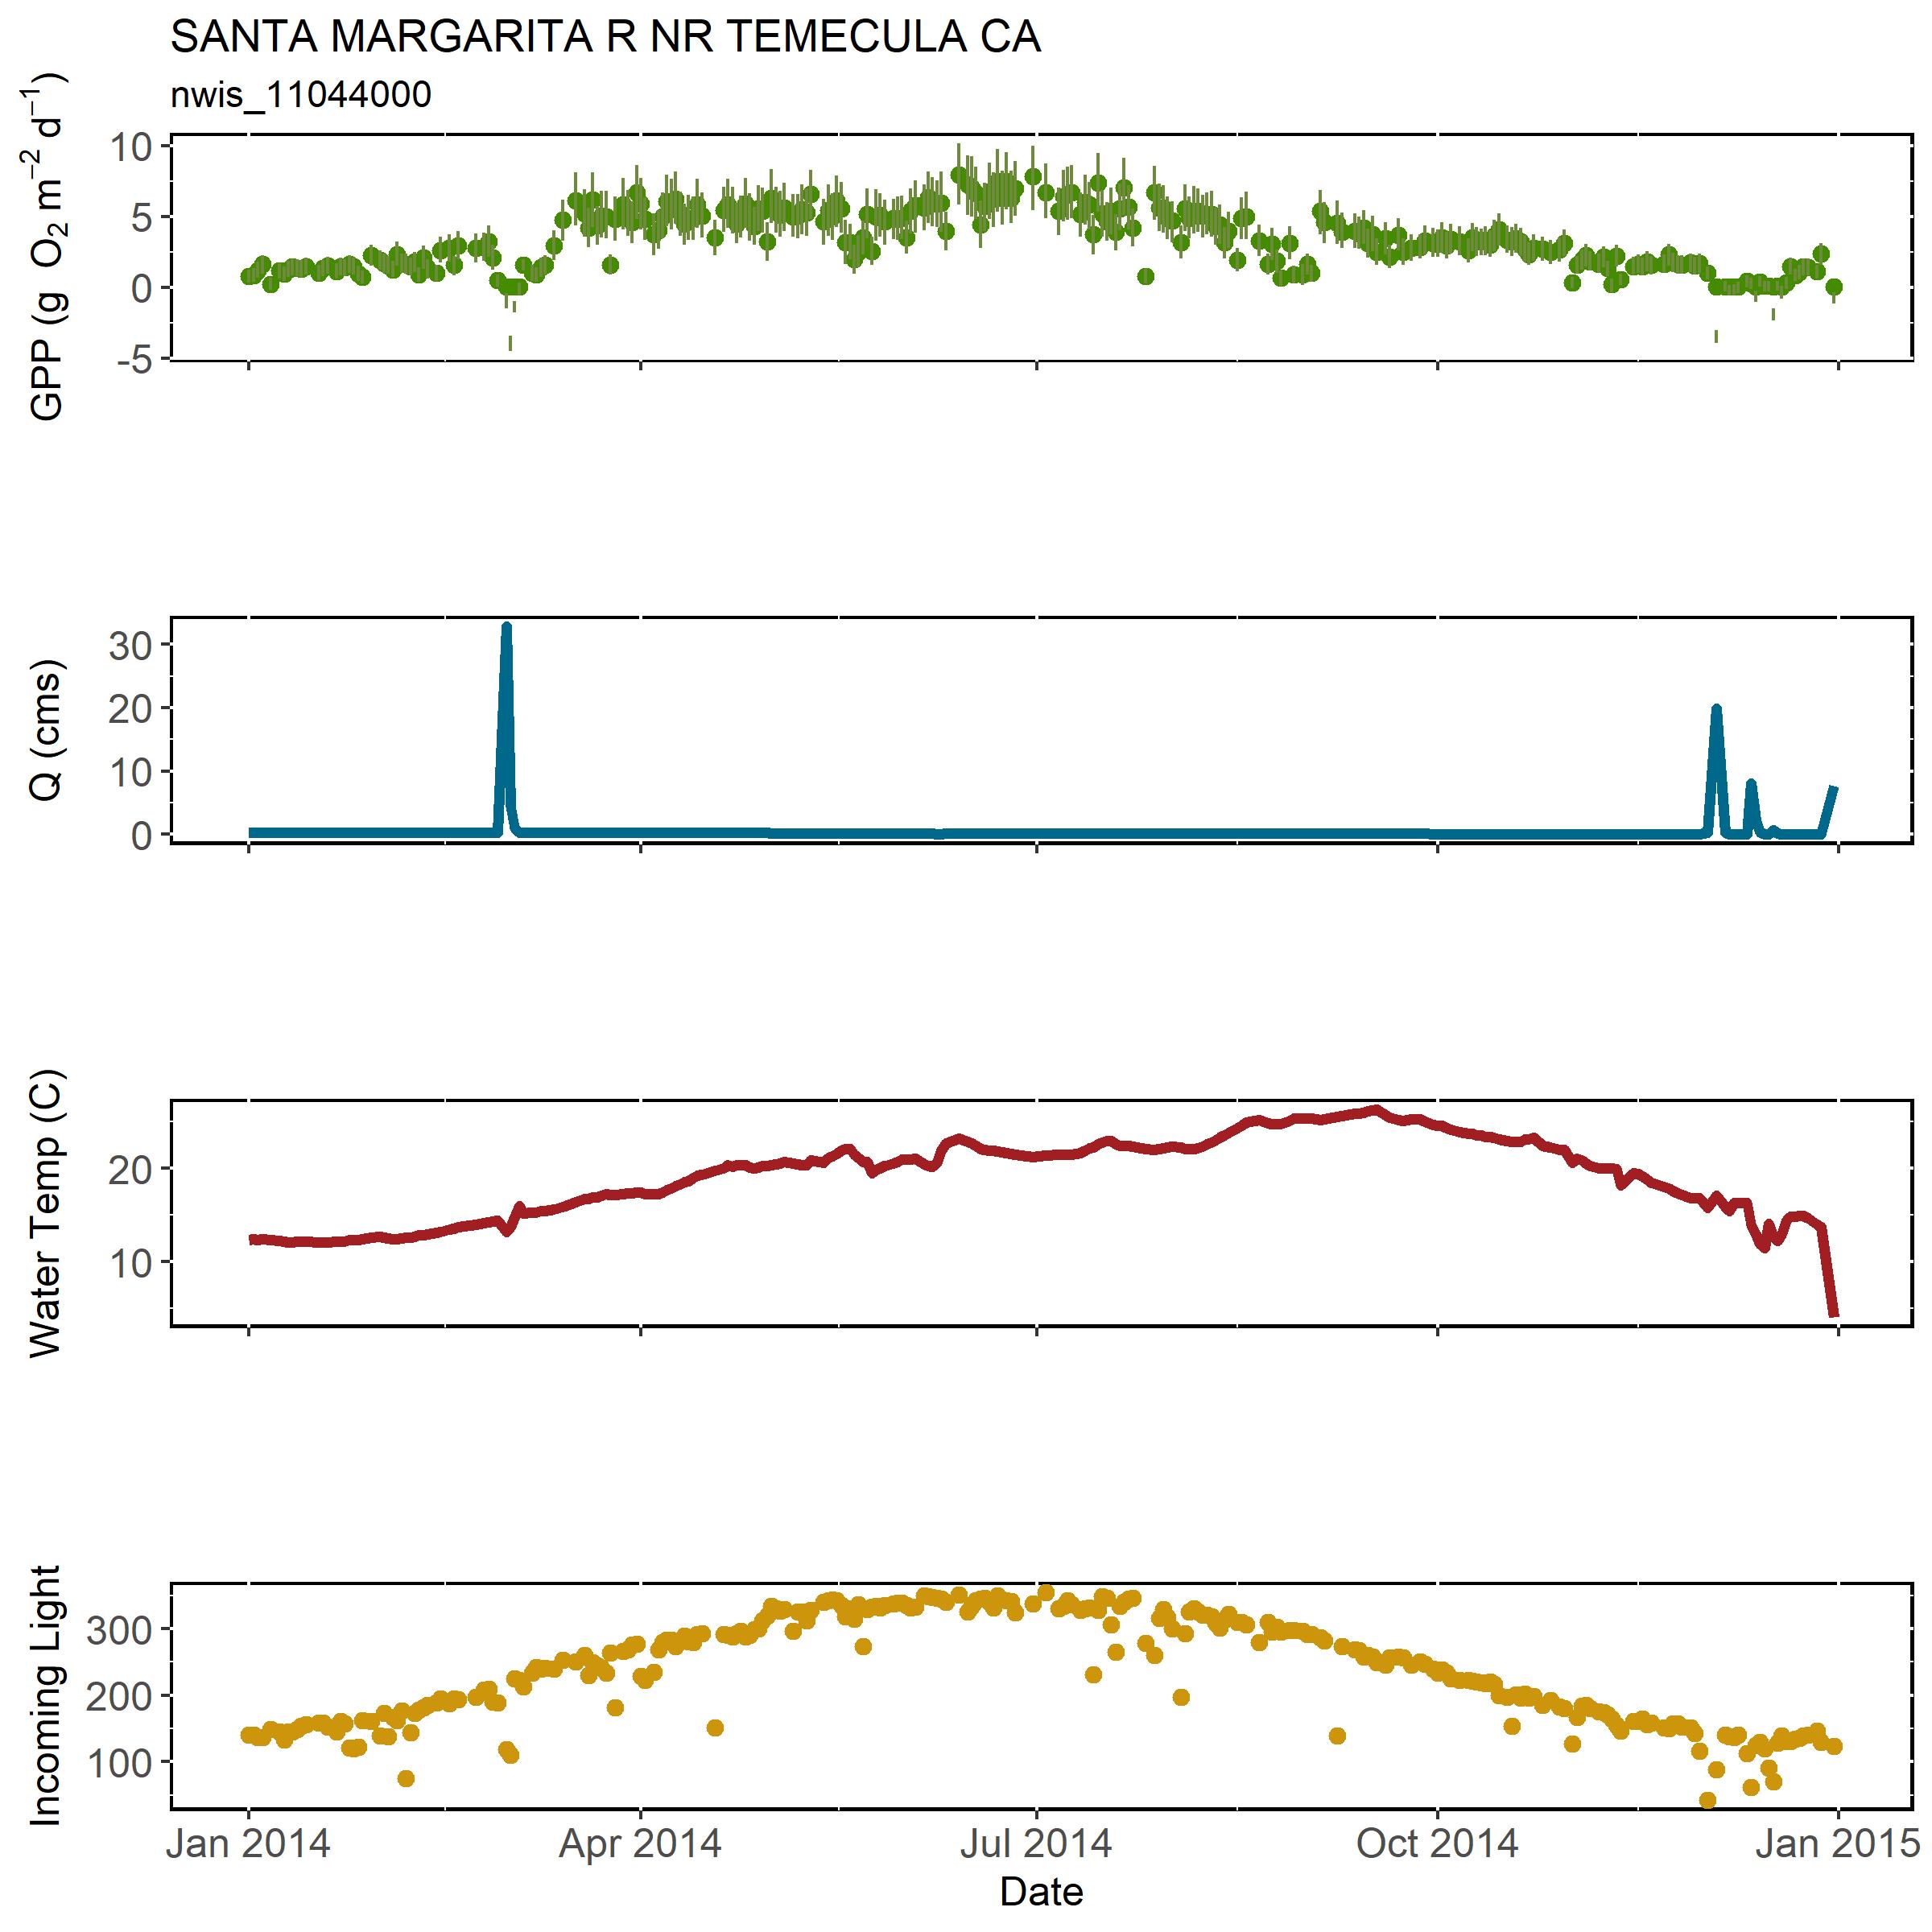 SANTA MARGARITA R NR TEMECULA CA
nwis_11044000
GPP (g O₂ m⁻² d⁻¹)
10
5
0
-5
Q (cms)
30
20
10
0
Water Temp (C)
20
10
Incoming Light
300
200
100
Jan 2014 Apr 2014 Jul 2014 Oct 2014 Jan 2015
Date